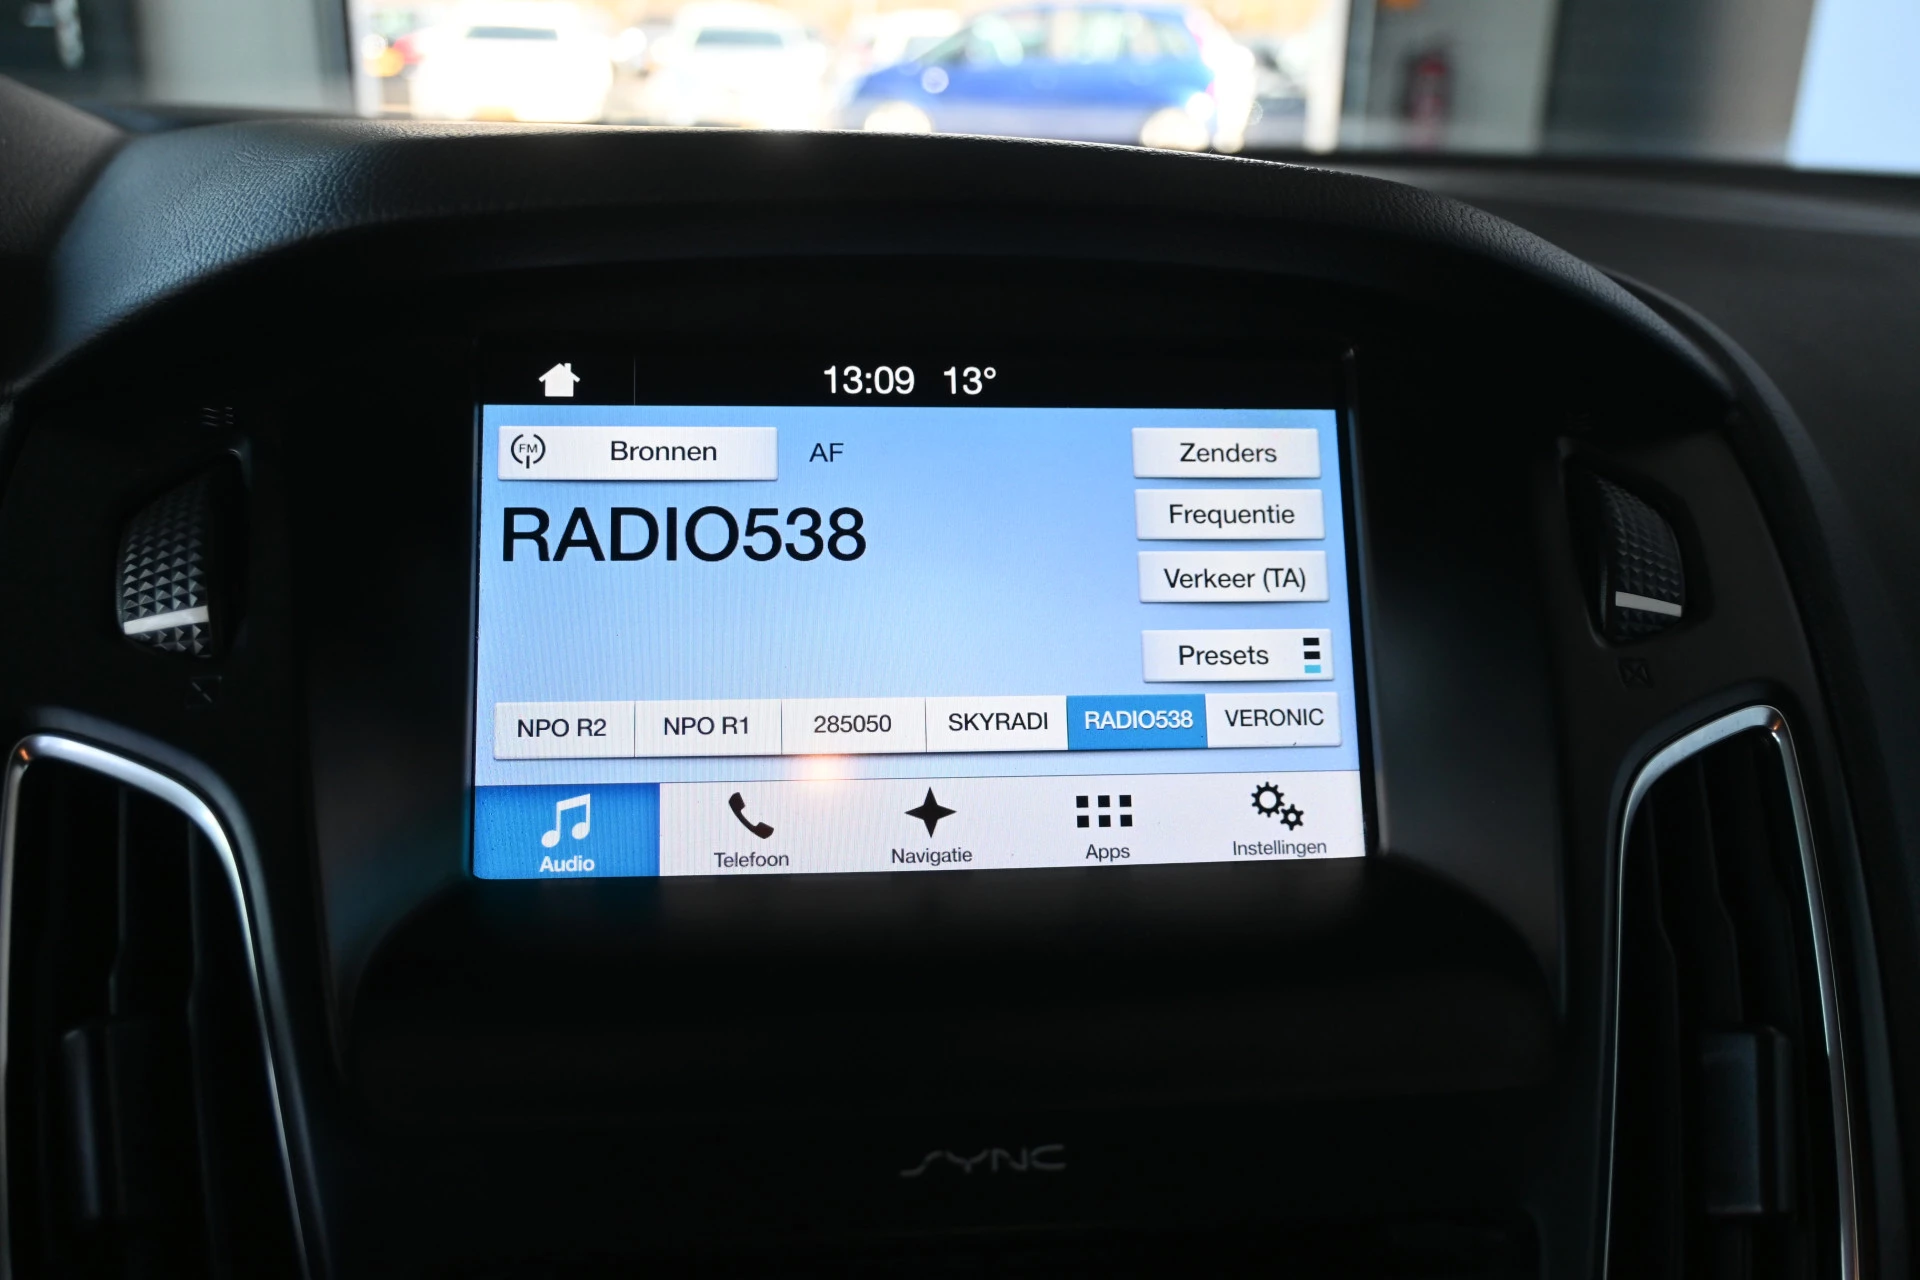 13:09 13°
FM Bronnen AF Zenders
RADIO538
Frequentie
Verkeer (TA)
Presets
NPO R2 NPO R1 285050 SKYRADI RADIO538 VERONIC
Audio Telefoon Navigatie Apps Instellingen
SYNC